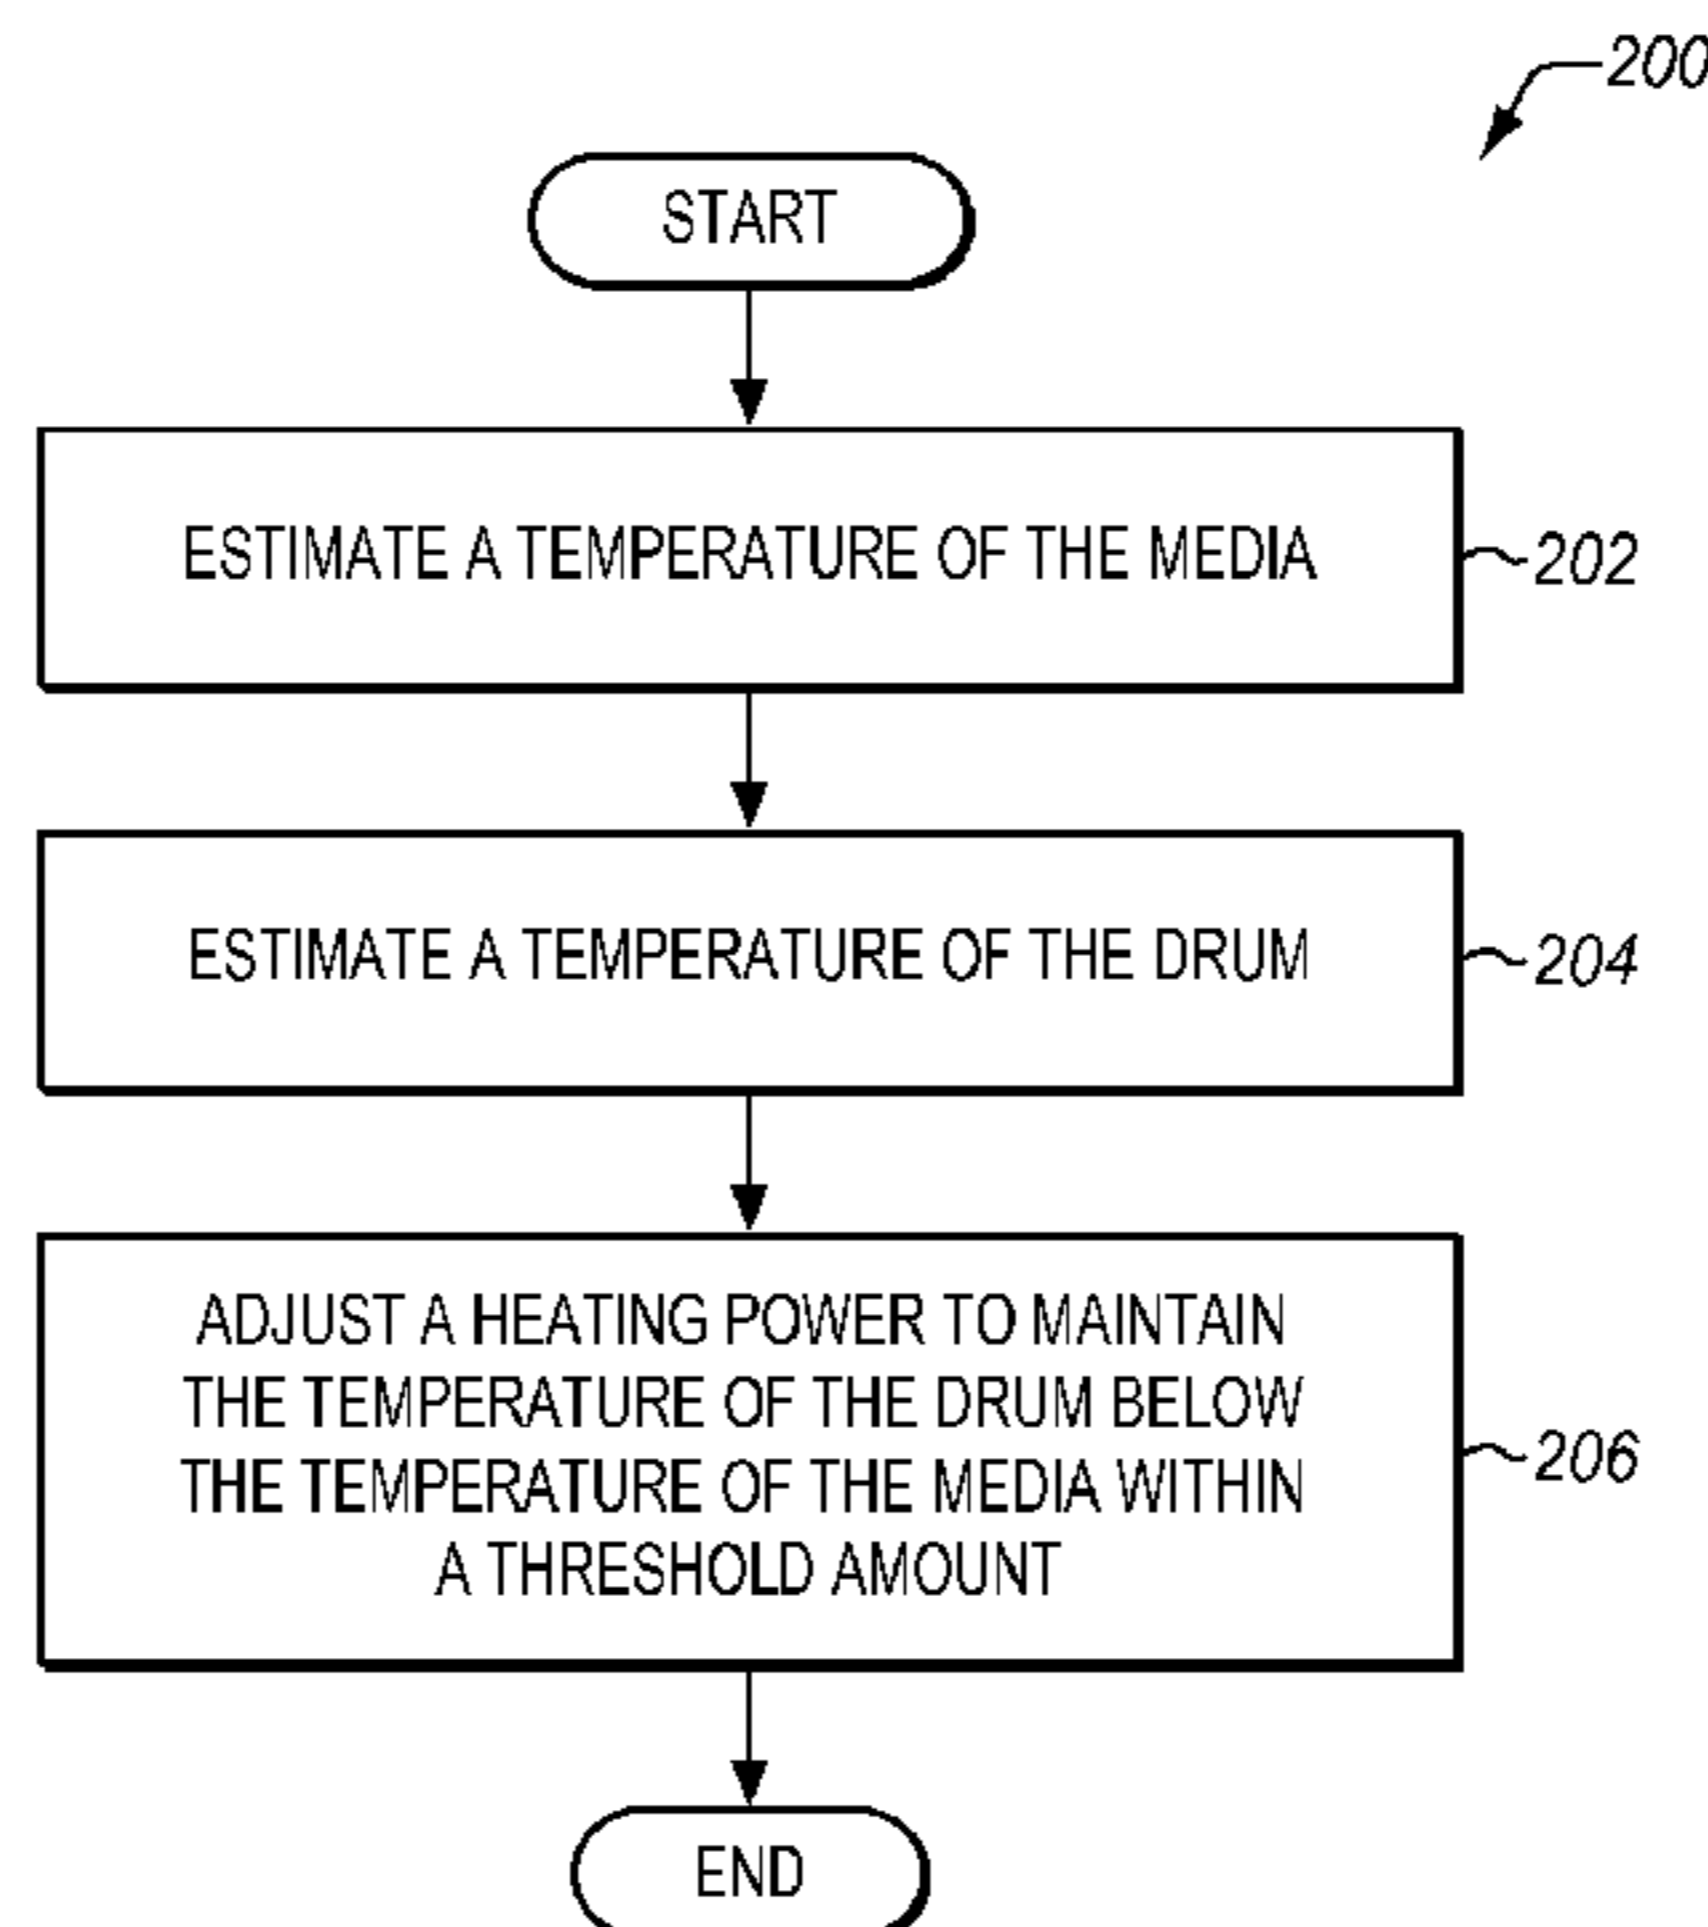 200
START
ESTIMATE A TEMPERATURE OF THE MEDIA
202
ESTIMATE A TEMPERATURE OF THE DRUM
204
ADJUST A HEATING POWER TO MAINTAIN
THE TEMPERATURE OF THE DRUM BELOW
THE TEMPERATURE OF THE MEDIA WITHIN
A THRESHOLD AMOUNT
206
END